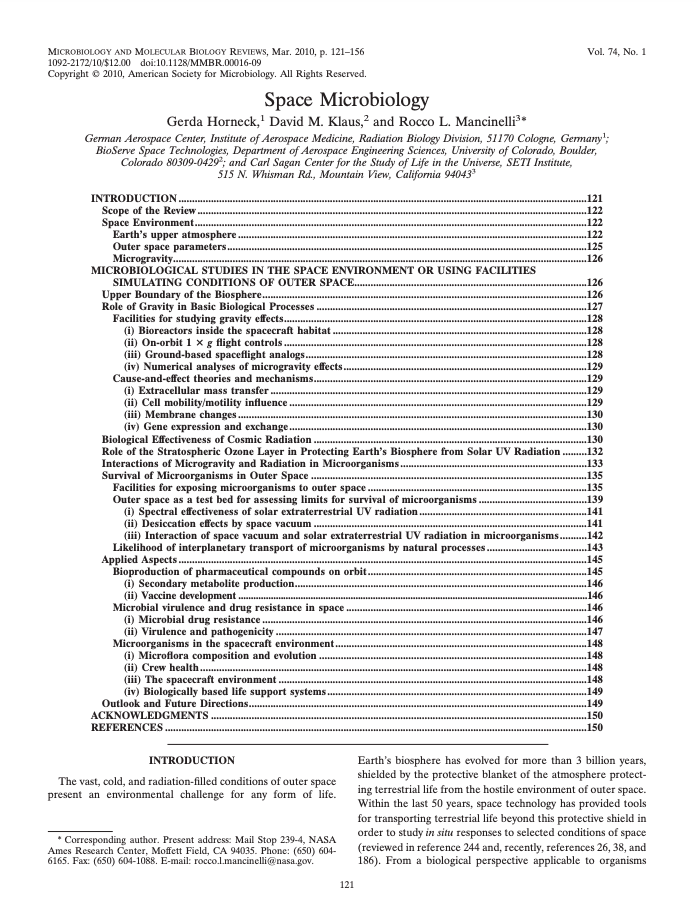 MICROBIOLOGY AND MOLECULAR BIOLOGY REVIEWS, Mar. 2010, p. 121–156 Vol. 74, No. 1
1092-2172/10/$12.00 doi:10.1128/MMBR.00016-09
Copyright © 2010, American Society for Microbiology. All Rights Reserved.
Space Microbiology
Gerda Horneck,¹ David M. Klaus,² and Rocco L. Mancinelli³*
German Aerospace Center, Institute of Aerospace Medicine, Radiation Biology Division, 51170 Cologne, Germany¹;
BioServe Space Technologies, Department of Aerospace Engineering Sciences, University of Colorado, Boulder,
Colorado 80309-0429²; and Carl Sagan Center for the Study of Life in the Universe, SETI Institute,
515 N. Whisman Rd., Mountain View, California 94043³
INTRODUCTION ....121
Scope of the Review ....122
Space Environment ....122
Earth's upper atmosphere ....122
Outer space parameters ....125
Microgravity ....126
MICROBIOLOGICAL STUDIES IN THE SPACE ENVIRONMENT OR USING FACILITIES
SIMULATING CONDITIONS OF OUTER SPACE ....126
Upper Boundary of the Biosphere ....126
Role of Gravity in Basic Biological Processes ....127
Facilities for studying gravity effects ....128
(i) Bioreactors inside the spacecraft habitat ....128
(ii) On-orbit 1 × g flight controls ....128
(iii) Ground-based spaceflight analogs ....128
(iv) Numerical analyses of microgravity effects ....129
Cause-and-effect theories and mechanisms ....129
(i) Extracellular mass transfer ....129
(ii) Cell mobility/motility influence ....129
(iii) Membrane changes ....130
(iv) Gene expression and exchange ....130
Biological Effectiveness of Cosmic Radiation ....130
Role of the Stratospheric Ozone Layer in Protecting Earth's Biosphere from Solar UV Radiation ....132
Interactions of Microgravity and Radiation in Microorganisms ....133
Survival of Microorganisms in Outer Space ....135
Facilities for exposing microorganisms to outer space ....135
Outer space as a test bed for assessing limits for survival of microorganisms ....139
(i) Spectral effectiveness of solar extraterrestrial UV radiation ....141
(ii) Desiccation effects by space vacuum ....141
(iii) Interaction of space vacuum and solar extraterrestrial UV radiation in microorganisms ....142
Likelihood of interplanetary transport of microorganisms by natural processes ....143
Applied Aspects ....145
Bioproduction of pharmaceutical compounds on orbit ....145
(i) Secondary metabolite production ....146
(ii) Vaccine development ....146
Microbial virulence and drug resistance in space ....146
(i) Microbial drug resistance ....146
(ii) Virulence and pathogenicity ....147
Microorganisms in the spacecraft environment ....148
(i) Microflora composition and evolution ....148
(ii) Crew health ....148
(iii) The spacecraft environment ....148
(iv) Biologically based life support systems ....149
Outlook and Future Directions ....149
ACKNOWLEDGMENTS ....150
REFERENCES ....150
INTRODUCTION
The vast, cold, and radiation-filled conditions of outer space
present an environmental challenge for any form of life.
* Corresponding author. Present address: Mail Stop 239-4, NASA
Ames Research Center, Moffett Field, CA 94035. Phone: (650) 604-
6165. Fax: (650) 604-1088. E-mail: rocco.l.mancinelli@nasa.gov.
Earth's biosphere has evolved for more than 3 billion years,
shielded by the protective blanket of the atmosphere protect-
ing terrestrial life from the hostile environment of outer space.
Within the last 50 years, space technology has provided tools
for transporting terrestrial life beyond this protective shield in
order to study in situ responses to selected conditions of space
(reviewed in reference 244 and, recently, references 26, 38, and
186). From a biological perspective applicable to organisms
121